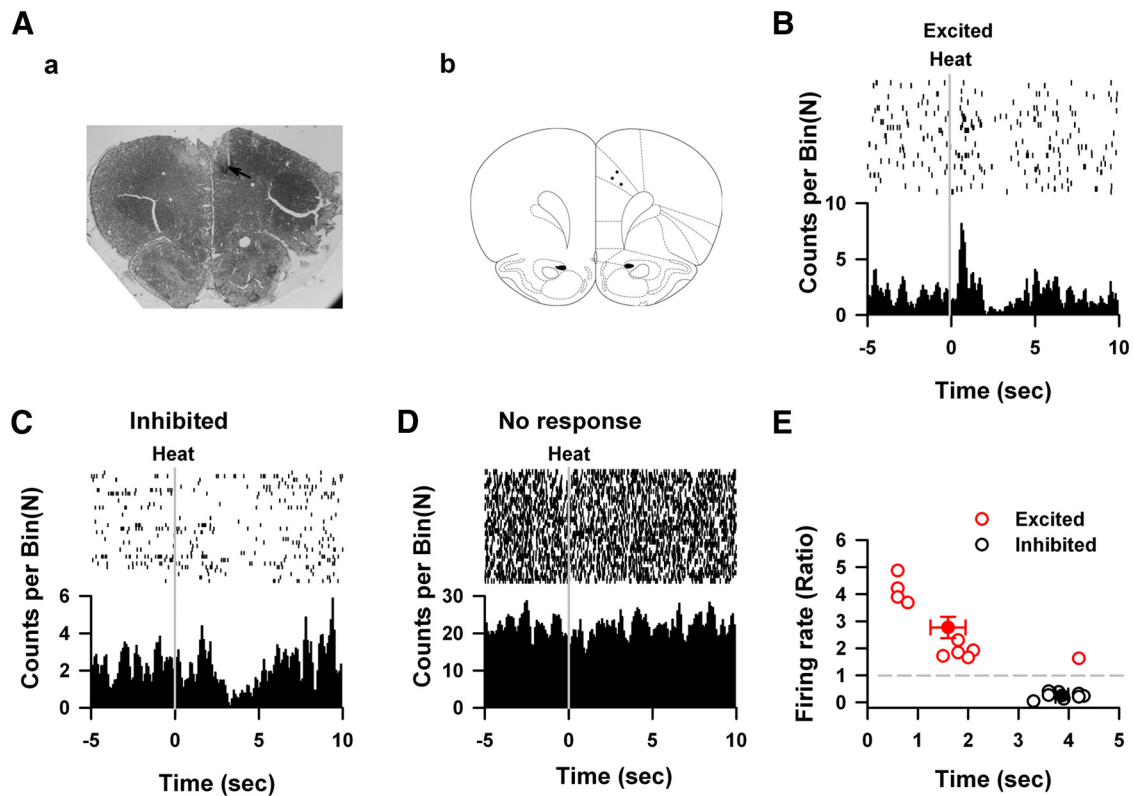 A
a
b
B
Excited
Heat
Counts per Bin(N)
10
5
0
-5 0 5 10
Time (sec)
C
Inhibited
Heat
Counts per Bin(N)
6
4
2
0
-5 0 5 10
Time (sec)
D
No response
Heat
Counts per Bin(N)
30
20
10
0
-5 0 5 10
Time (sec)
E
Excited
Inhibited
Firing rate (Ratio)
6
5
4
3
2
1
0
0 1 2 3 4 5
Time (sec)